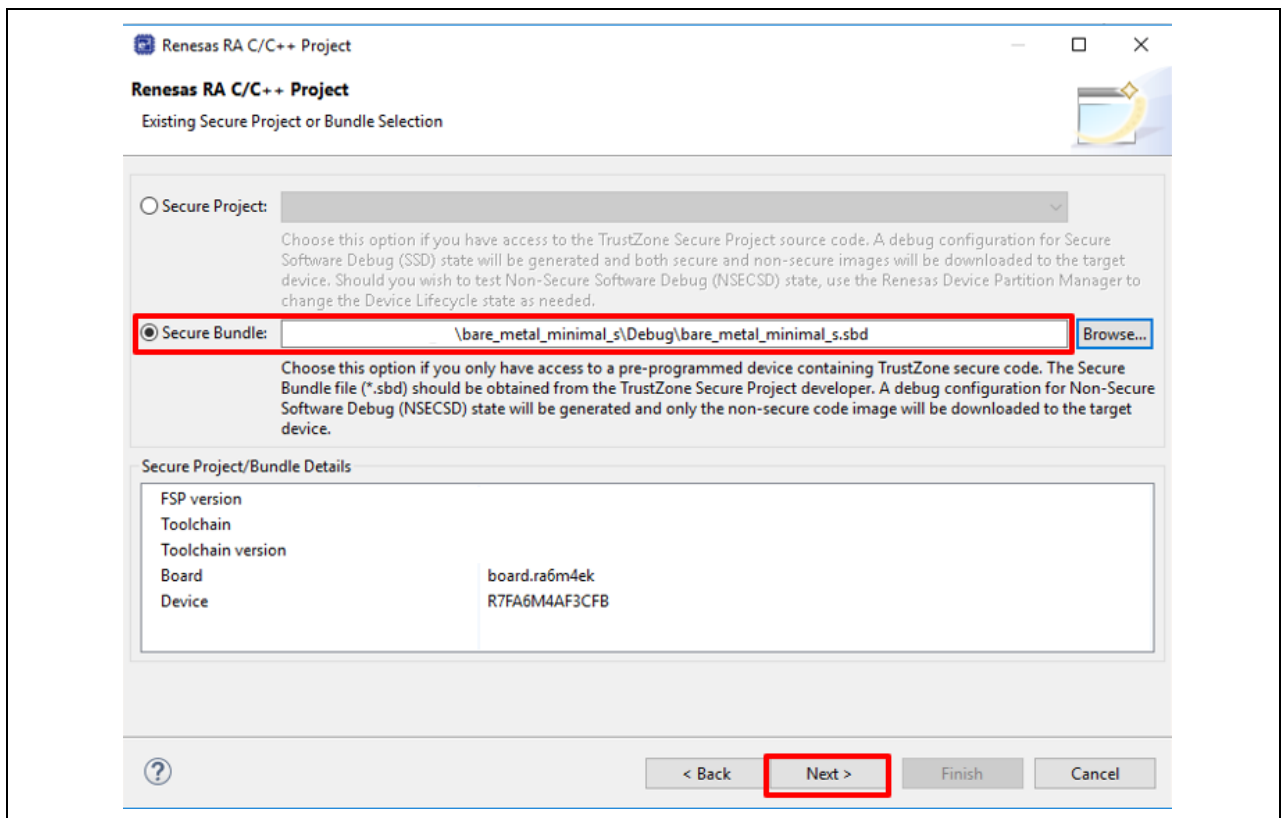 Renesas RA C/C++ Project
Renesas RA C/C++ Project
Existing Secure Project or Bundle Selection
Secure Project:
Choose this option if you have access to the TrustZone Secure Project source code. A debug configuration for Secure
Software Debug (SSD) state will be generated and both secure and non-secure images will be downloaded to the target
device. Should you wish to test Non-Secure Software Debug (NSECSD) state, use the Renesas Device Partition Manager to
change the Device Lifecycle state as needed.
Secure Bundle: \bare_metal_minimal_s\Debug\bare_metal_minimal_s.sbd Browse...
Choose this option if you only have access to a pre-programmed device containing TrustZone secure code. The Secure
Bundle file (*.sbd) should be obtained from the TrustZone Secure Project developer. A debug configuration for Non-Secure
Software Debug (NSECSD) state will be generated and only the non-secure code image will be downloaded to the target
device.
Secure Project/Bundle Details
FSP version
Toolchain
Toolchain version
Board board.ra6m4ek
Device R7FA6M4AF3CFB
? < Back Next > Finish Cancel